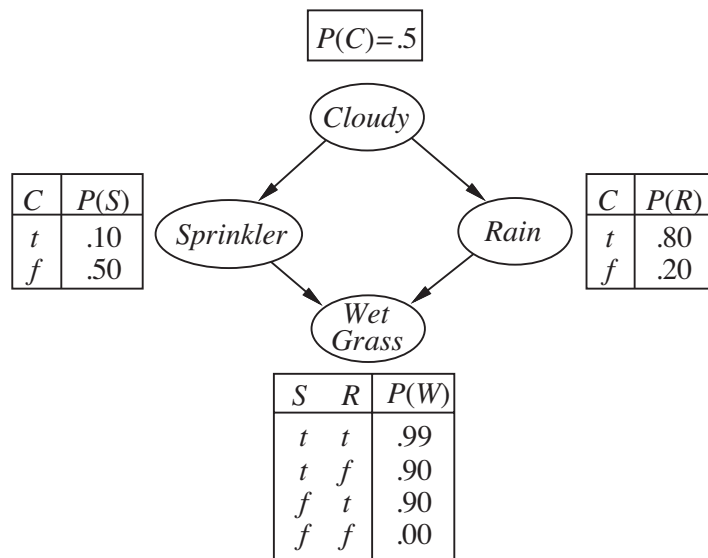 P(C)=.5
Cloudy
C P(S)
t .10
f .50
Sprinkler
Rain
C P(R)
t .80
f .20
Wet
Grass
S R P(W)
t t .99
t f .90
f t .90
f f .00